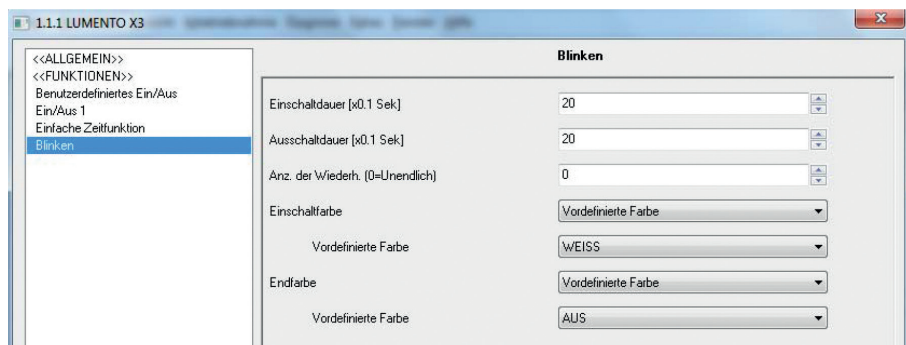 1.1.1 LUMENTO X3
<<ALLGEMEIN>>
<<FUNKTIONEN>>
Benutzerdefiniertes Ein/Aus
Ein/Aus 1
Einfache Zeitfunktion
Blinken
Blinken
Einschaltdauer [x0.1 Sek] 20
Ausschaltdauer [x0.1 Sek] 20
Anz. der Wiederh. (0=Unendlich) 0
Einschaltfarbe Vordefinierte Farbe
Vordefinierte Farbe WEISS
Endfarbe Vordefinierte Farbe
Vordefinierte Farbe AUS